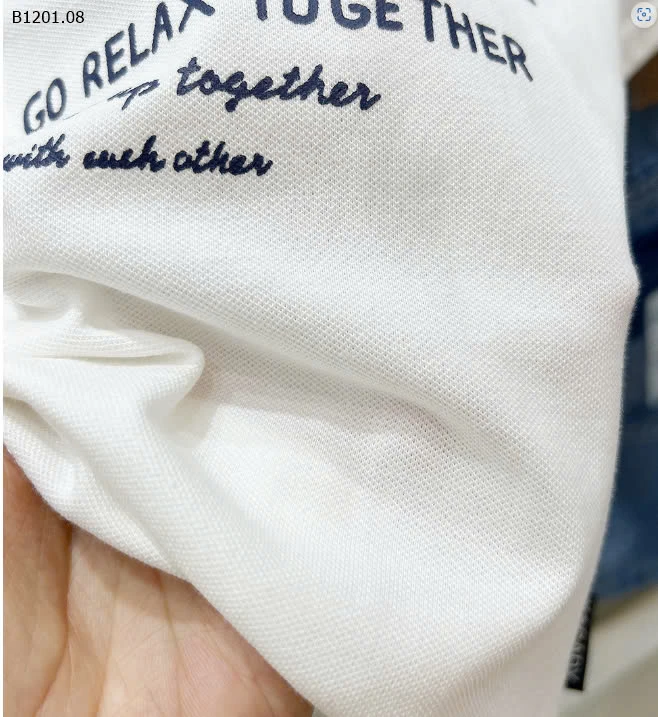 B1201.08
GO RELAX TOGETHER
together
with each other